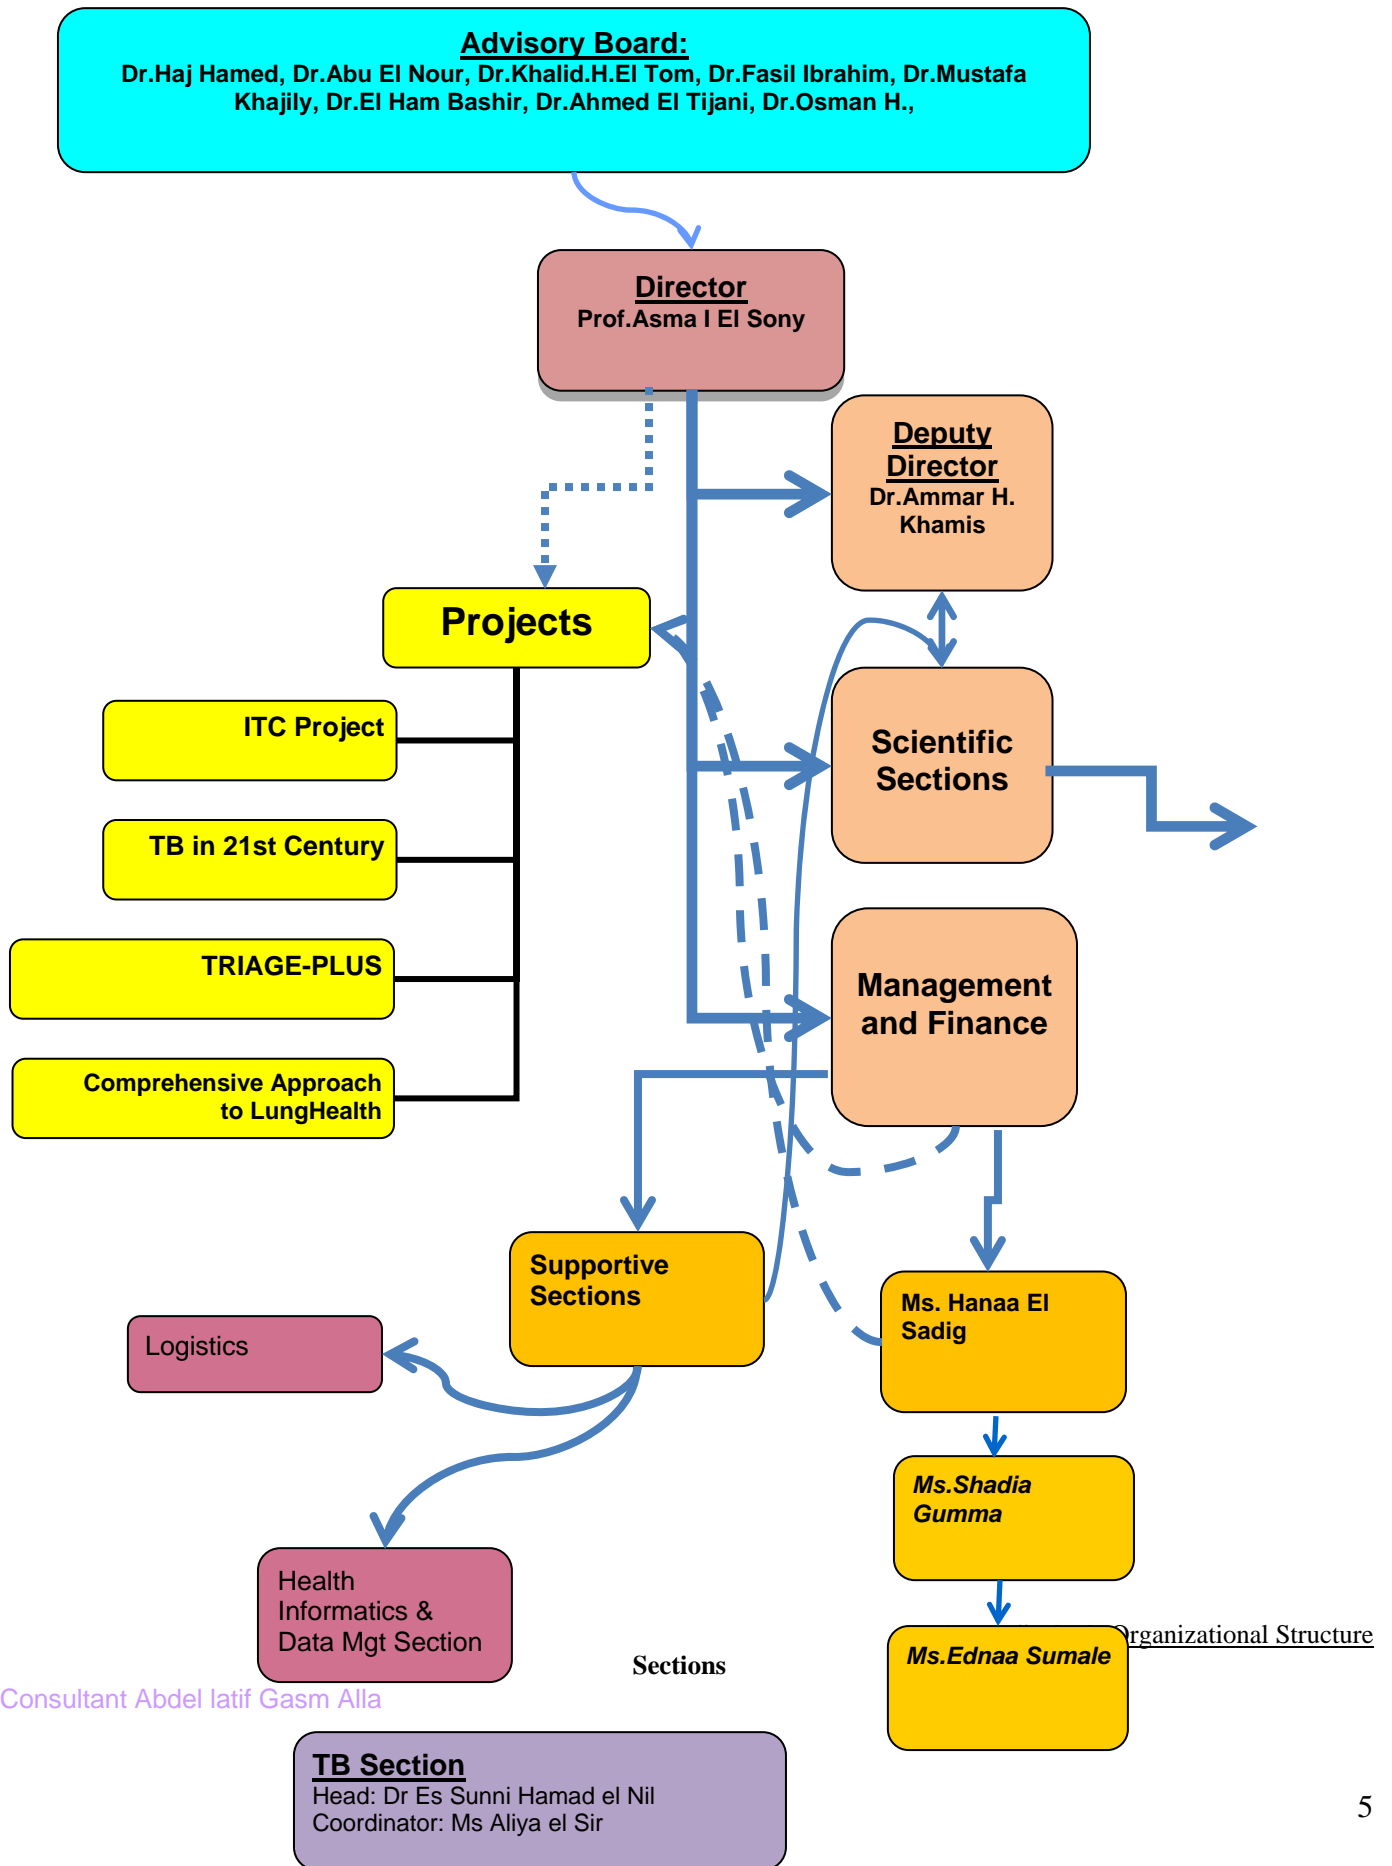 Advisory Board:
Dr.Haj Hamed, Dr.Abu El Nour, Dr.Khalid.H.El Tom, Dr.Fasil Ibrahim, Dr.Mustafa
Khajily, Dr.El Ham Bashir, Dr.Ahmed El Tijani, Dr.Osman H.,
Director
Prof.Asma I El Sony
Deputy
Director
Dr.Ammar H.
Khamis
Projects
ITC Project
TB in 21st Century
TRIAGE-PLUS
Comprehensive Approach
to LungHealth
Scientific
Sections
Management
and Finance
Supportive
Sections
Ms. Hanaa El
Sadig
Logistics
Ms.Shadia
Gumma
Health
Informatics &
Data Mgt Section
Ms.Ednaa Sumale
Organizational Structure
Sections
Consultant Abdel latif Gasm Alla
TB Section
Head: Dr Es Sunni Hamad el Nil
Coordinator: Ms Aliya el Sir
5